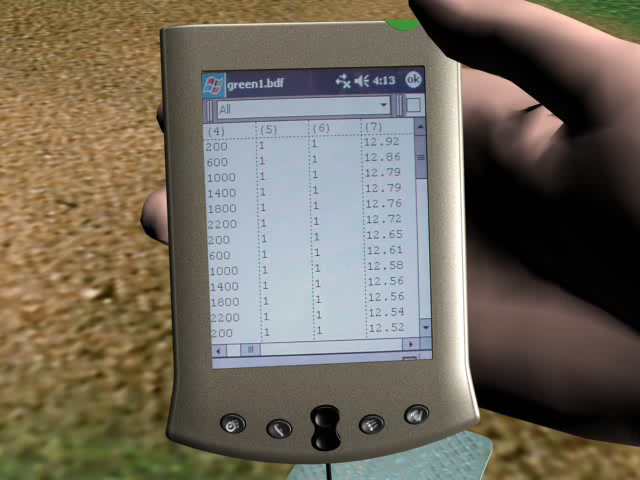 green1.bdf 4:13 ok
All
(4) (5) (6) (7)
200 1 1 12.92
600 1 1 12.86
1000 1 1 12.79
1400 1 1 12.79
1800 1 1 12.76
2200 1 1 12.72
200 1 1 12.65
600 1 1 12.61
1000 1 1 12.58
1400 1 1 12.56
1800 1 1 12.56
2200 1 1 12.54
200 1 1 12.52